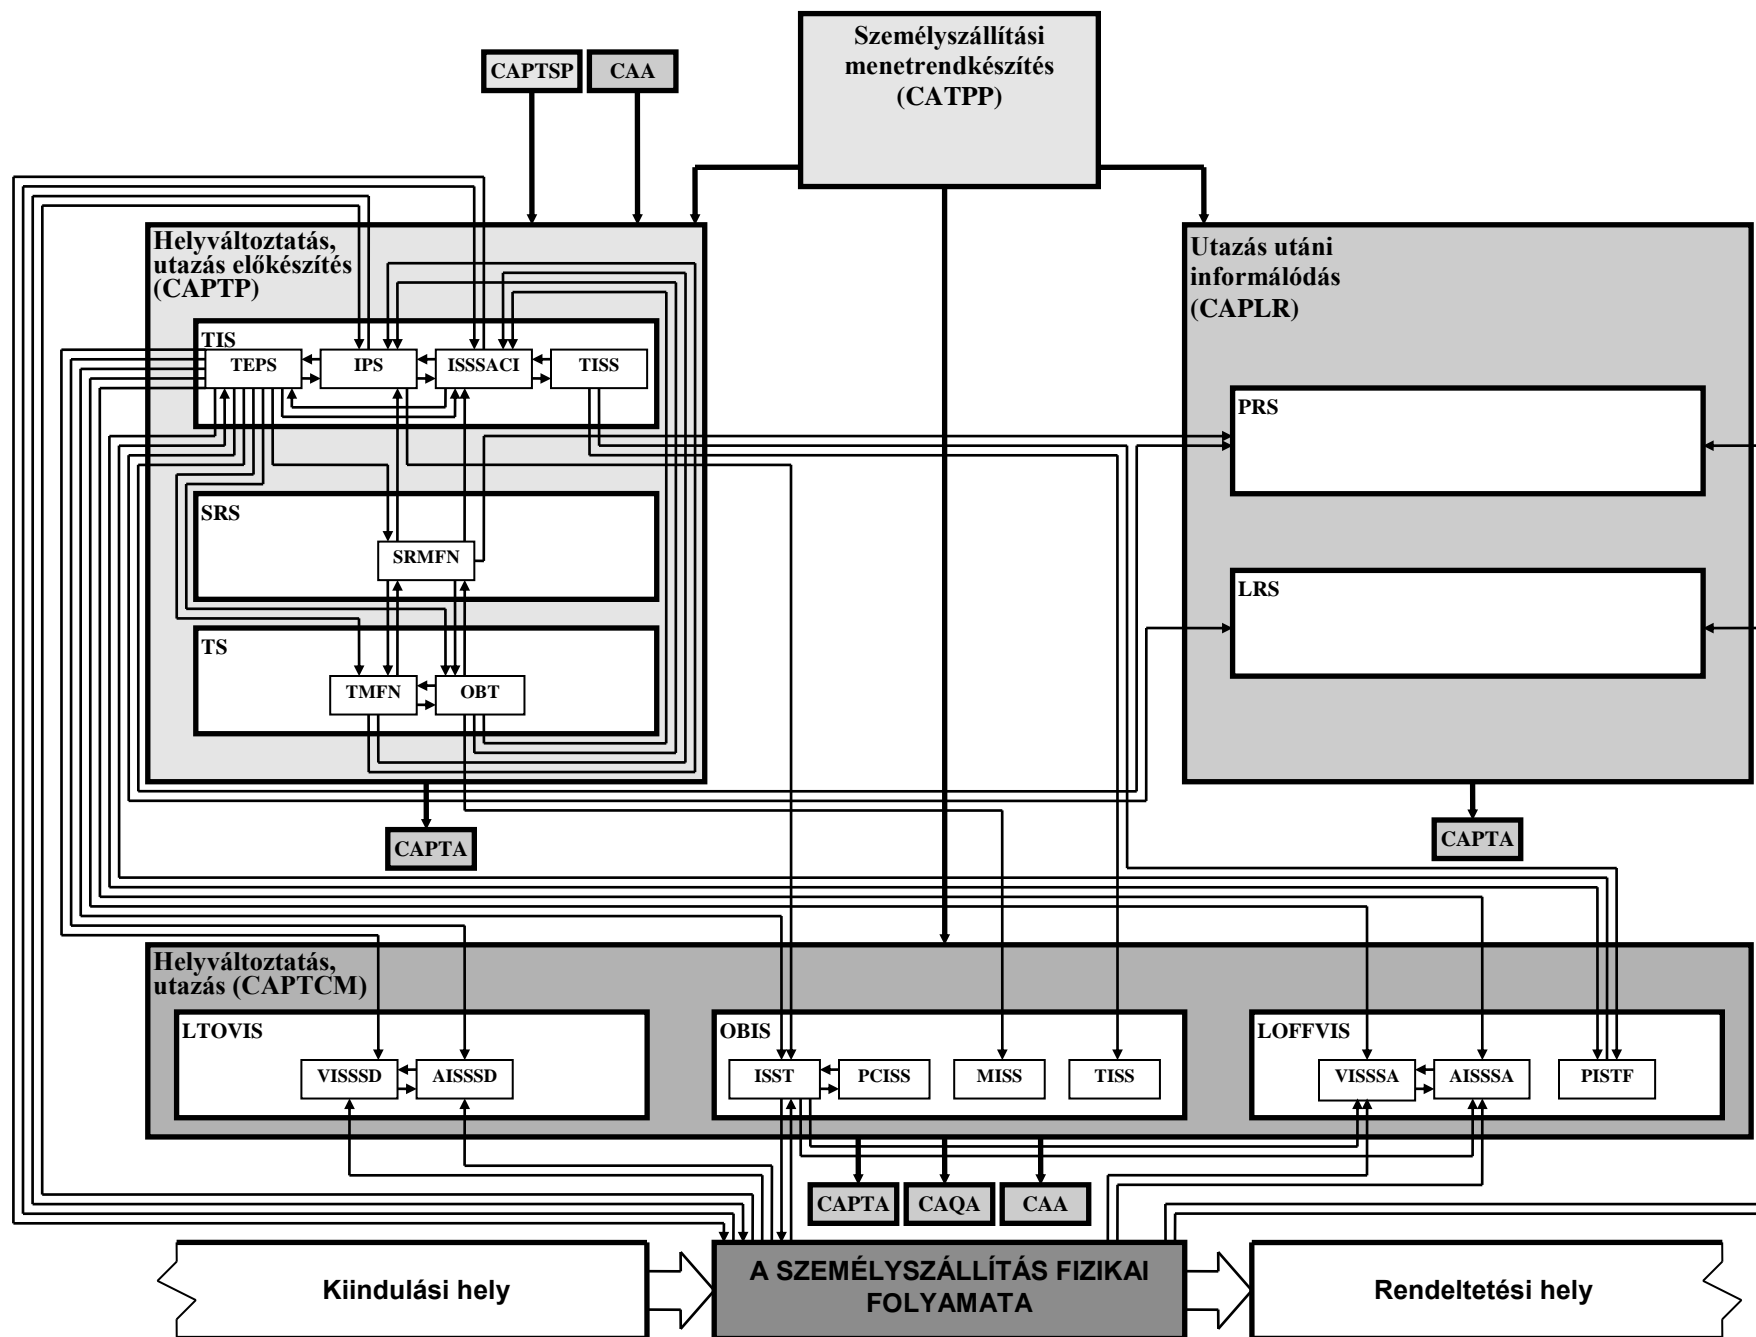 Személyszállítási
menetrendkészítés
(CATPP)
CAPTSP
CAA
Helyváltoztatás,
utazás előkészítés
(CAPTP)
TIS
TEPS
IPS
ISSSACI
TISS
SRS
SRMFN
TS
TMFN
OBT
CAPTA
Utazás utáni
informálódás
(CAPLR)
PRS
LRS
CAPTA
Helyváltoztatás,
utazás (CAPTCM)
LTOVIS
VISSSD
AISSSD
OBIS
ISST
PCISS
MISS
TISS
LOFFVIS
VISSSA
AISSSA
PISTF
CAPTA
CAQA
CAA
Kiindulási hely
A SZEMÉLYSZÁLLÍTÁS FIZIKAI
FOLYAMATA
Rendeltetési hely